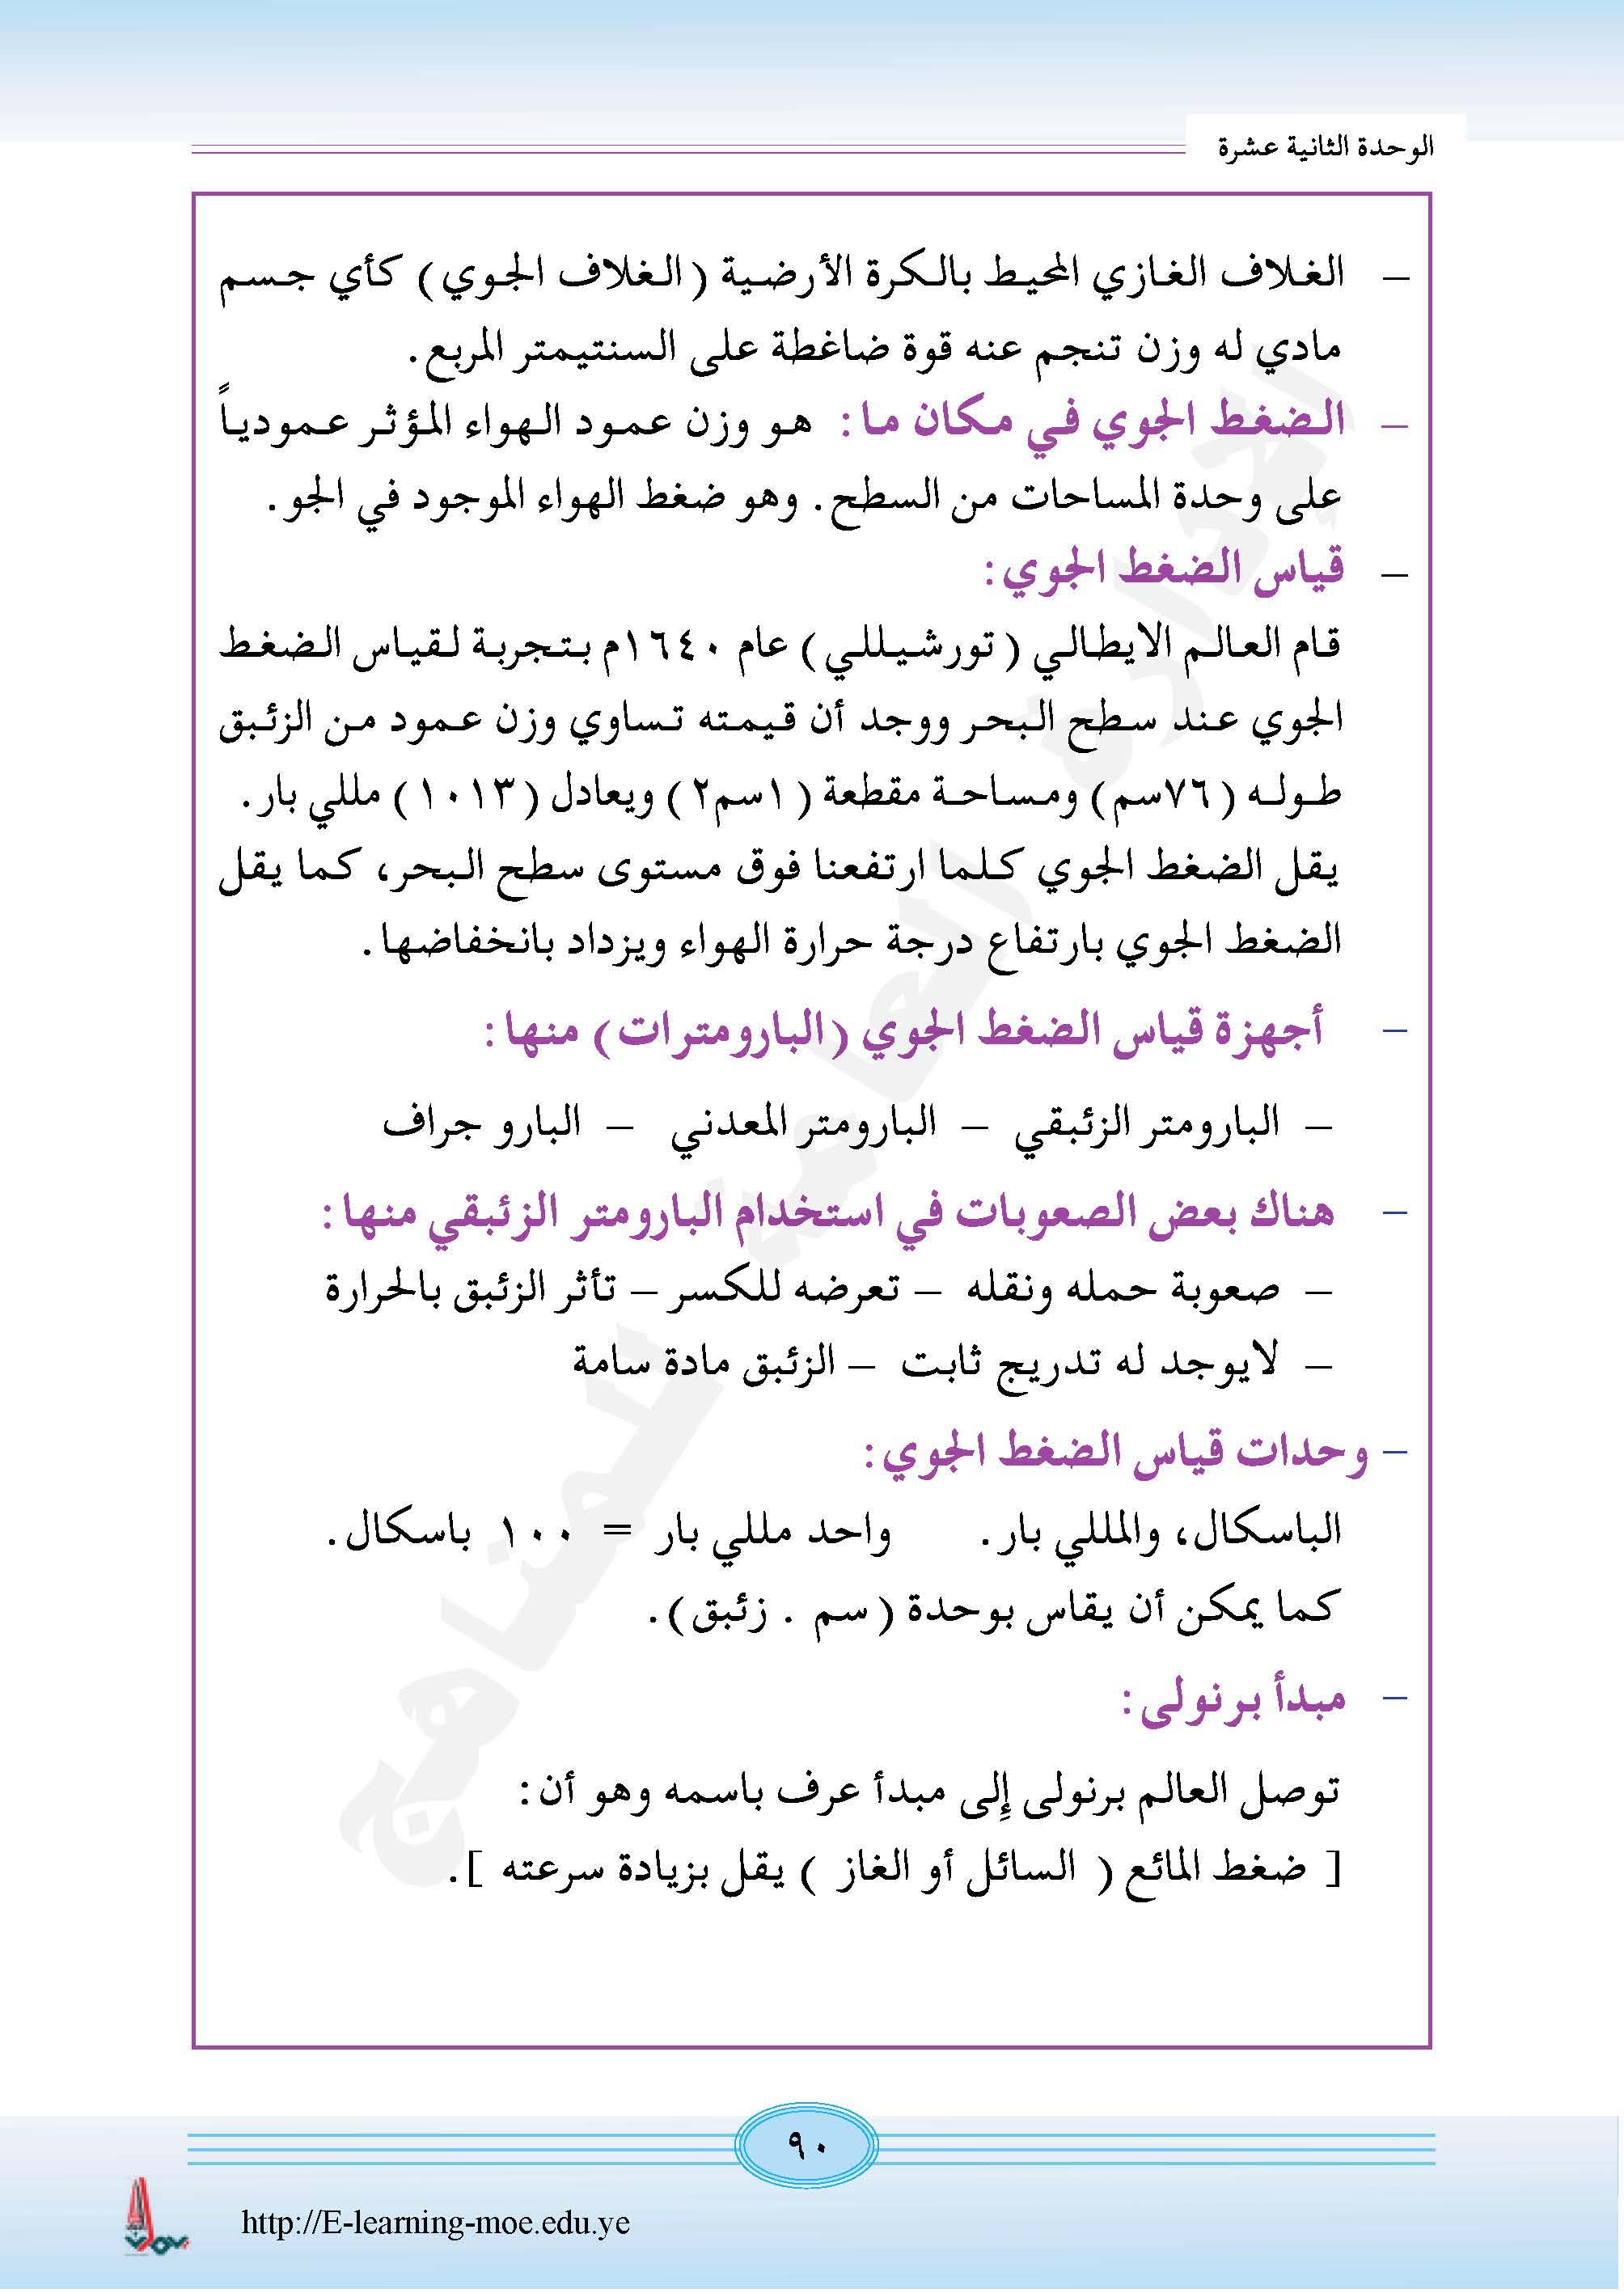 الوحدة الثانية عشرة
– الغلاف الغازي المحيط بالكرة الأرضية (الغلاف الجوي) كأي جسم
مادي له وزن تنجم عنه قوة ضاغطة على السنتيمتر المربع.
– الضغط الجوي في مكان ما: هو وزن عمود الهواء المؤثر عمودياً
على وحدة المساحات من السطح. وهو ضغط الهواء الموجود في الجو.
– قياس الضغط الجوي:
قام العالم الايطالي (تورشيللي) عام ١٦٤٠م بتجربة لقياس الضغط
الجوي عند سطح البحر ووجد أن قيمته تساوي وزن عمود من الزئبق
طوله (٧٦سم) ومساحة مقطعة (١سم٢) ويعادل (١٠١٣) مللي بار.
يقل الضغط الجوي كلما ارتفعنا فوق مستوى سطح البحر، كما يقل
الضغط الجوي بارتفاع درجة حرارة الهواء ويزداد بانخفاضها.
– أجهزة قياس الضغط الجوي (البارومترات) منها:
– البارومتر الزئبقي – البارومتر المعدني – البارو جراف
– هناك بعض الصعوبات في استخدام البارومتر الزئبقي منها:
– صعوبة حمله ونقله – تعرضه للكسر – تأثر الزئبق بالحرارة
– لايوجد له تدريج ثابت – الزئبق مادة سامة
– وحدات قياس الضغط الجوي:
الباسكال، والمللي بار. واحد مللي بار = ١٠٠ باسكال.
كما يمكن أن يقاس بوحدة (سم . زئبق).
– مبدأ برنولى:
توصل العالم برنولى إلى مبدأ عرف باسمه وهو أن:
[ ضغط المائع ( السائل أو الغاز ) يقل بزيادة سرعته ].
الإدارة العامة للمناهج
٩٠
http://E-learning-moe.edu.ye